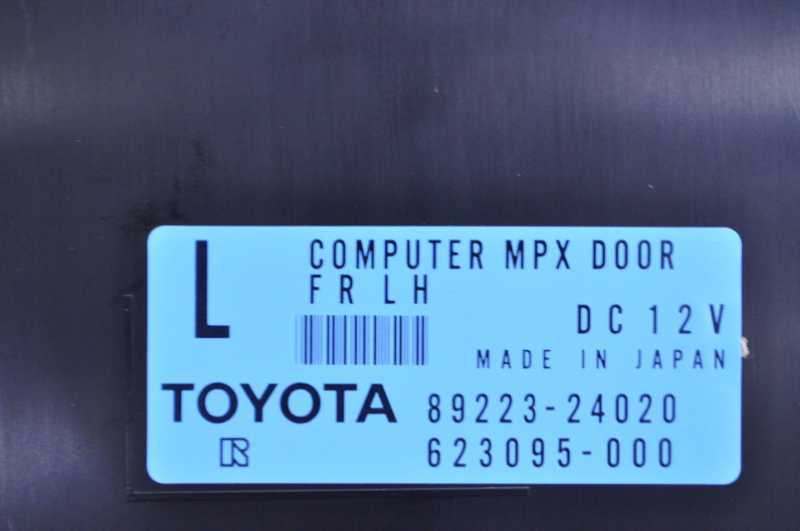 L
COMPUTER MPX DOOR
FR LH
DC 12V
MADE IN JAPAN
TOYOTA 89223-24020
R 623095-000